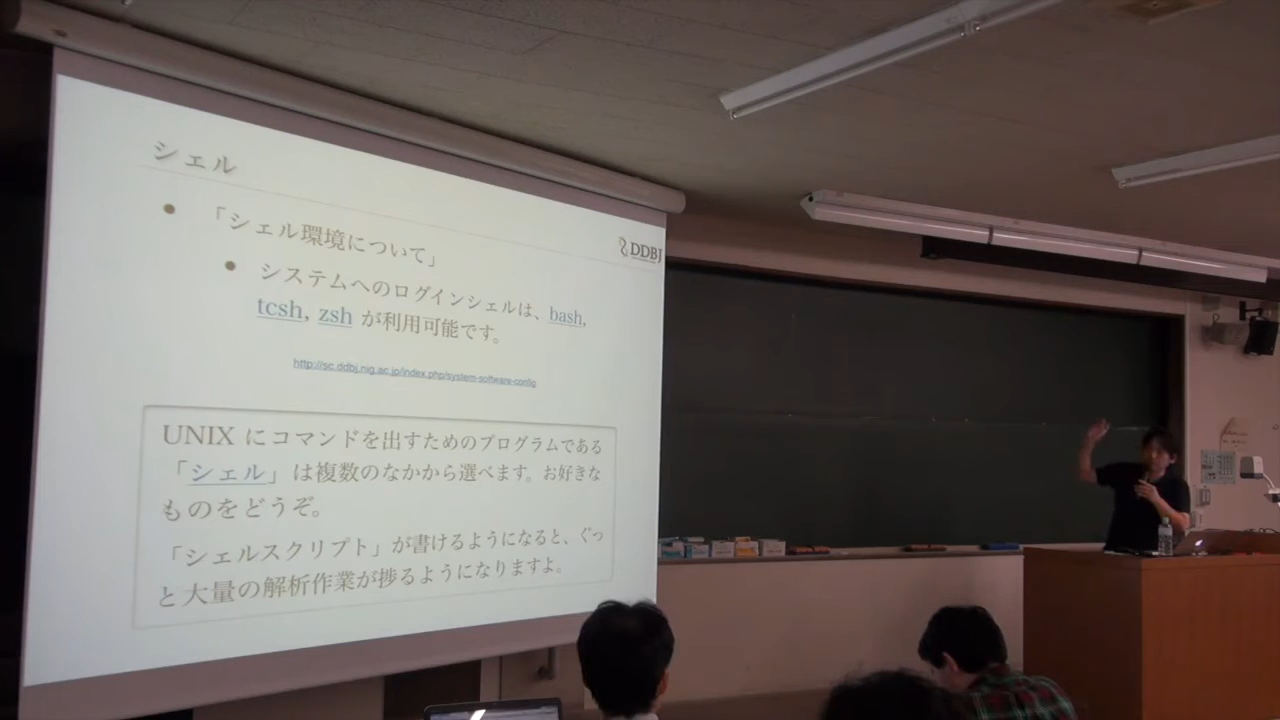 シェル
DDBJ
• 「シェル環境について」
• システムへのログインシェルは、bash,
tcsh, zsh が利用可能です。
http://sc.ddbj.nig.ac.jp/index.php/system-software-config
UNIX にコマンドを出すためのプログラムである
「シェル」は複数のなかから選べます。お好きな
ものをどうぞ。
「シェルスクリプト」が書けるようになると、ぐっ
と大量の解析作業が捗るようになりますよ。